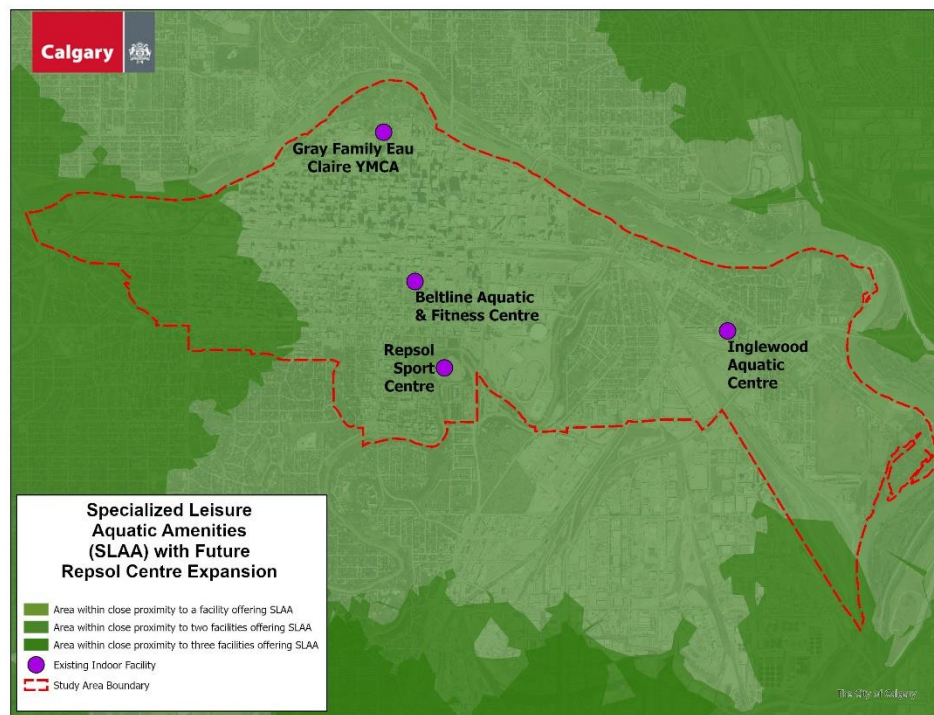 Calgary
Gray Family Eau
Claire YMCA
Beltline Aquatic
& Fitness Centre
Repsol
Sport
Centre
Inglewood
Aquatic
Centre
Specialized Leisure
Aquatic Amenities
(SLAA) with Future
Repsol Centre Expansion
Area within close proximity to a facility offering SLAA
Area within close proximity to two facilities offering SLAA
Area within close proximity to three facilities offering SLAA
Existing Indoor Facility
Study Area Boundary
The City of Calgary